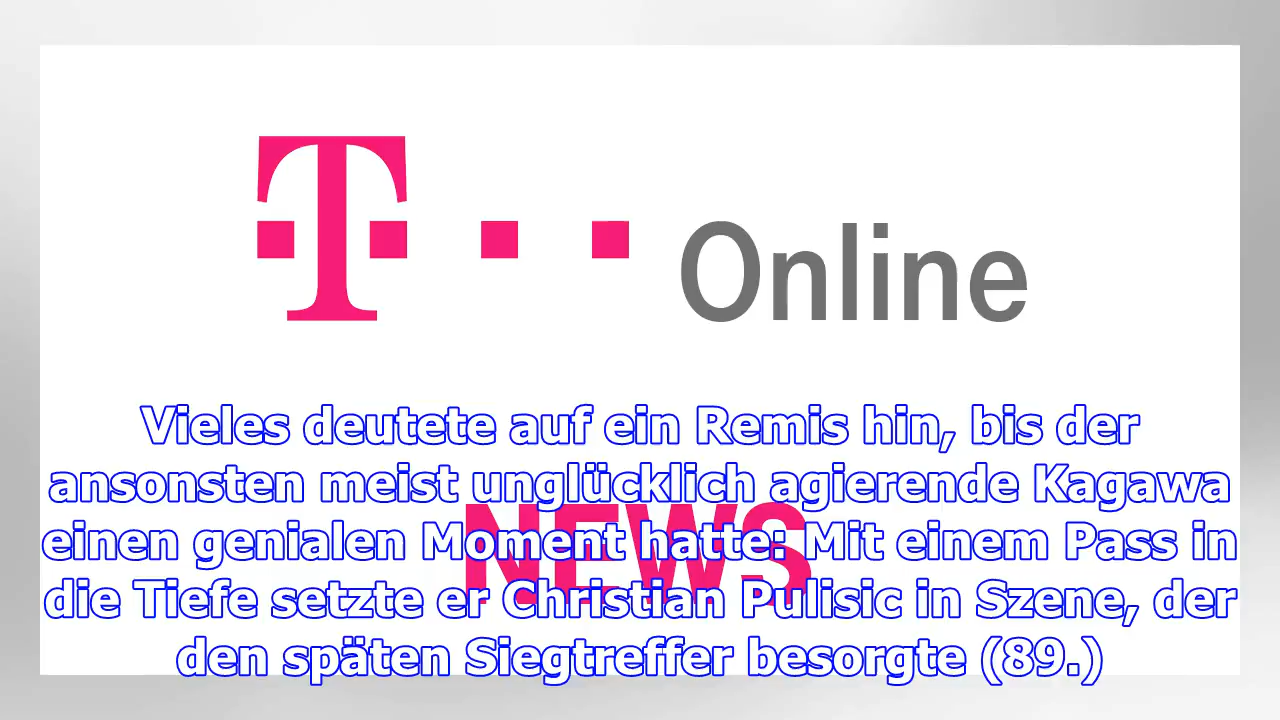 T Online
Vieles deutete auf ein Remis hin, bis der
ansonsten meist unglücklich agierende Kagawa
NEWS
einen genialen Moment hatte: Mit einem Pass in
die Tiefe setzte er Christian Pulisic in Szene, der
den späten Siegtreffer besorgte (89.)